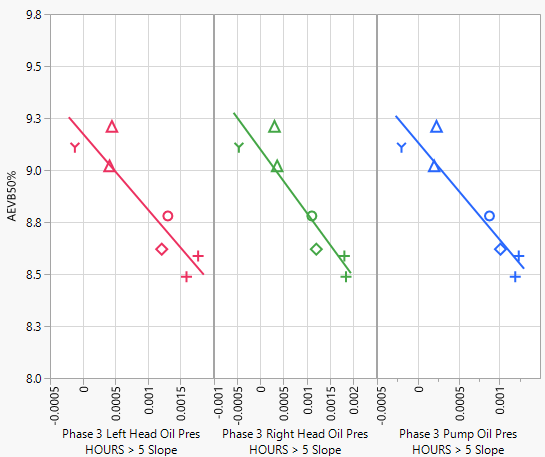 9.8
9.5
9.3
9.0
8.8
8.5
8.3
8.0
AEVB50%
-0.0005 0 0.0005 0.001 0.0015
-0.001 -0.0005 0 0.0005 0.001 0.0015 0.002
-0.0005 0 0.0005 0.001
Phase 3 Left Head Oil Pres
HOURS > 5 Slope
Phase 3 Right Head Oil Pres
HOURS > 5 Slope
Phase 3 Pump Oil Pres
HOURS > 5 Slope